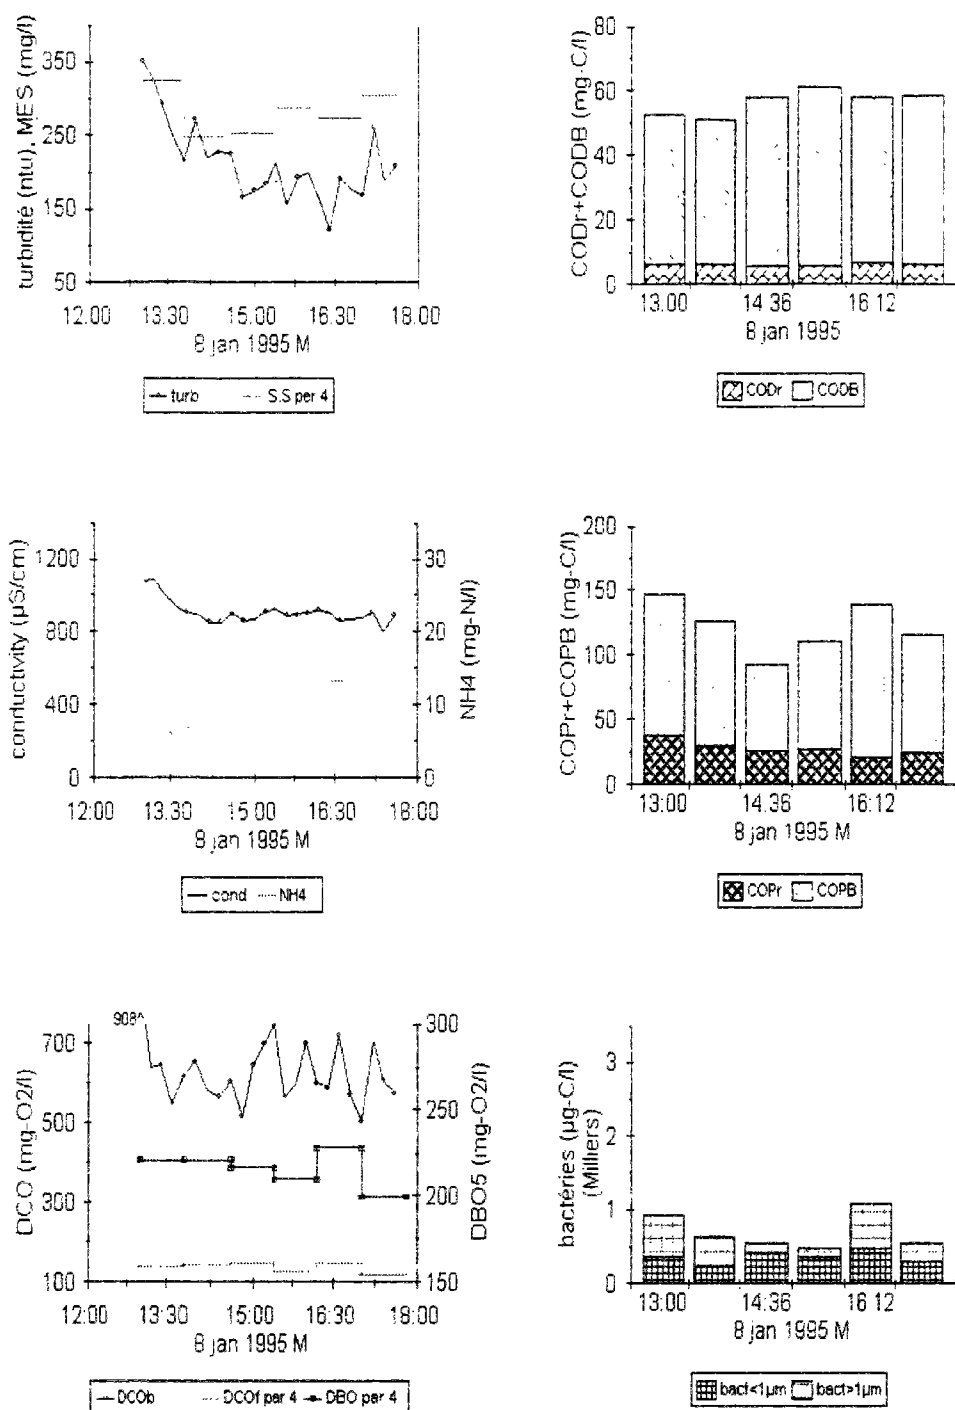 turbidité (ntu), MES (mg/l)
350
250
150
50
12.00 13.30 15.00 16.30 18.00
8 jan 1995 M
turb S.S per 4
CODr+CODB (mg-C/l)
80
60
40
20
0
13.00 14 36 16 12
8 jan 1995
CODr CODB
conductivity (µS/cm)
1200
800
400
0
NH4 (mg-N/l)
30
20
10
0
12:00 13.30 15:00 16:30 18:00
8 jan 1995 M
cond NH4
COPr+COPB (mg-C/l)
200
150
100
50
0
13:00 14:36 16:12
8 jan 1995 M
COPr COPB
DCO (mg-O2/l)
908^
700
500
300
100
DBO5 (mg-O2/l)
300
250
200
150
12:00 13:30 15:00 16:30 18:00
8 jan 1995 M
DCOb DCOf par 4 DBO par 4
bactéries (µg-C/l)
(Milliers)
3
2
1
0
13:00 14:36 16 12
8 jan 1995 M
bact<1µm bact>1µm